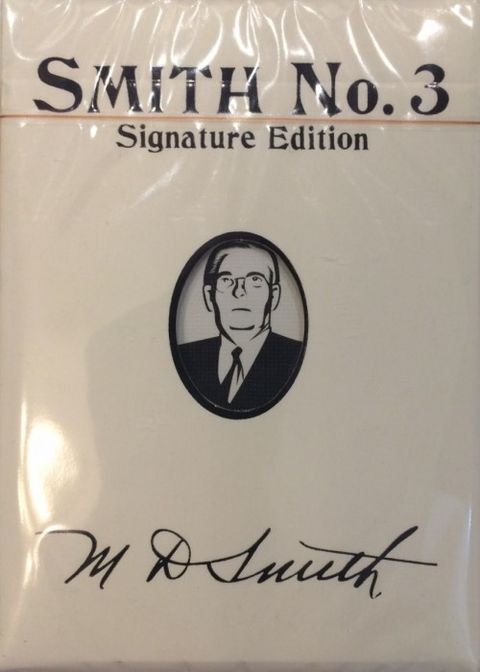 SMITH No. 3
Signature Edition
M D Smith